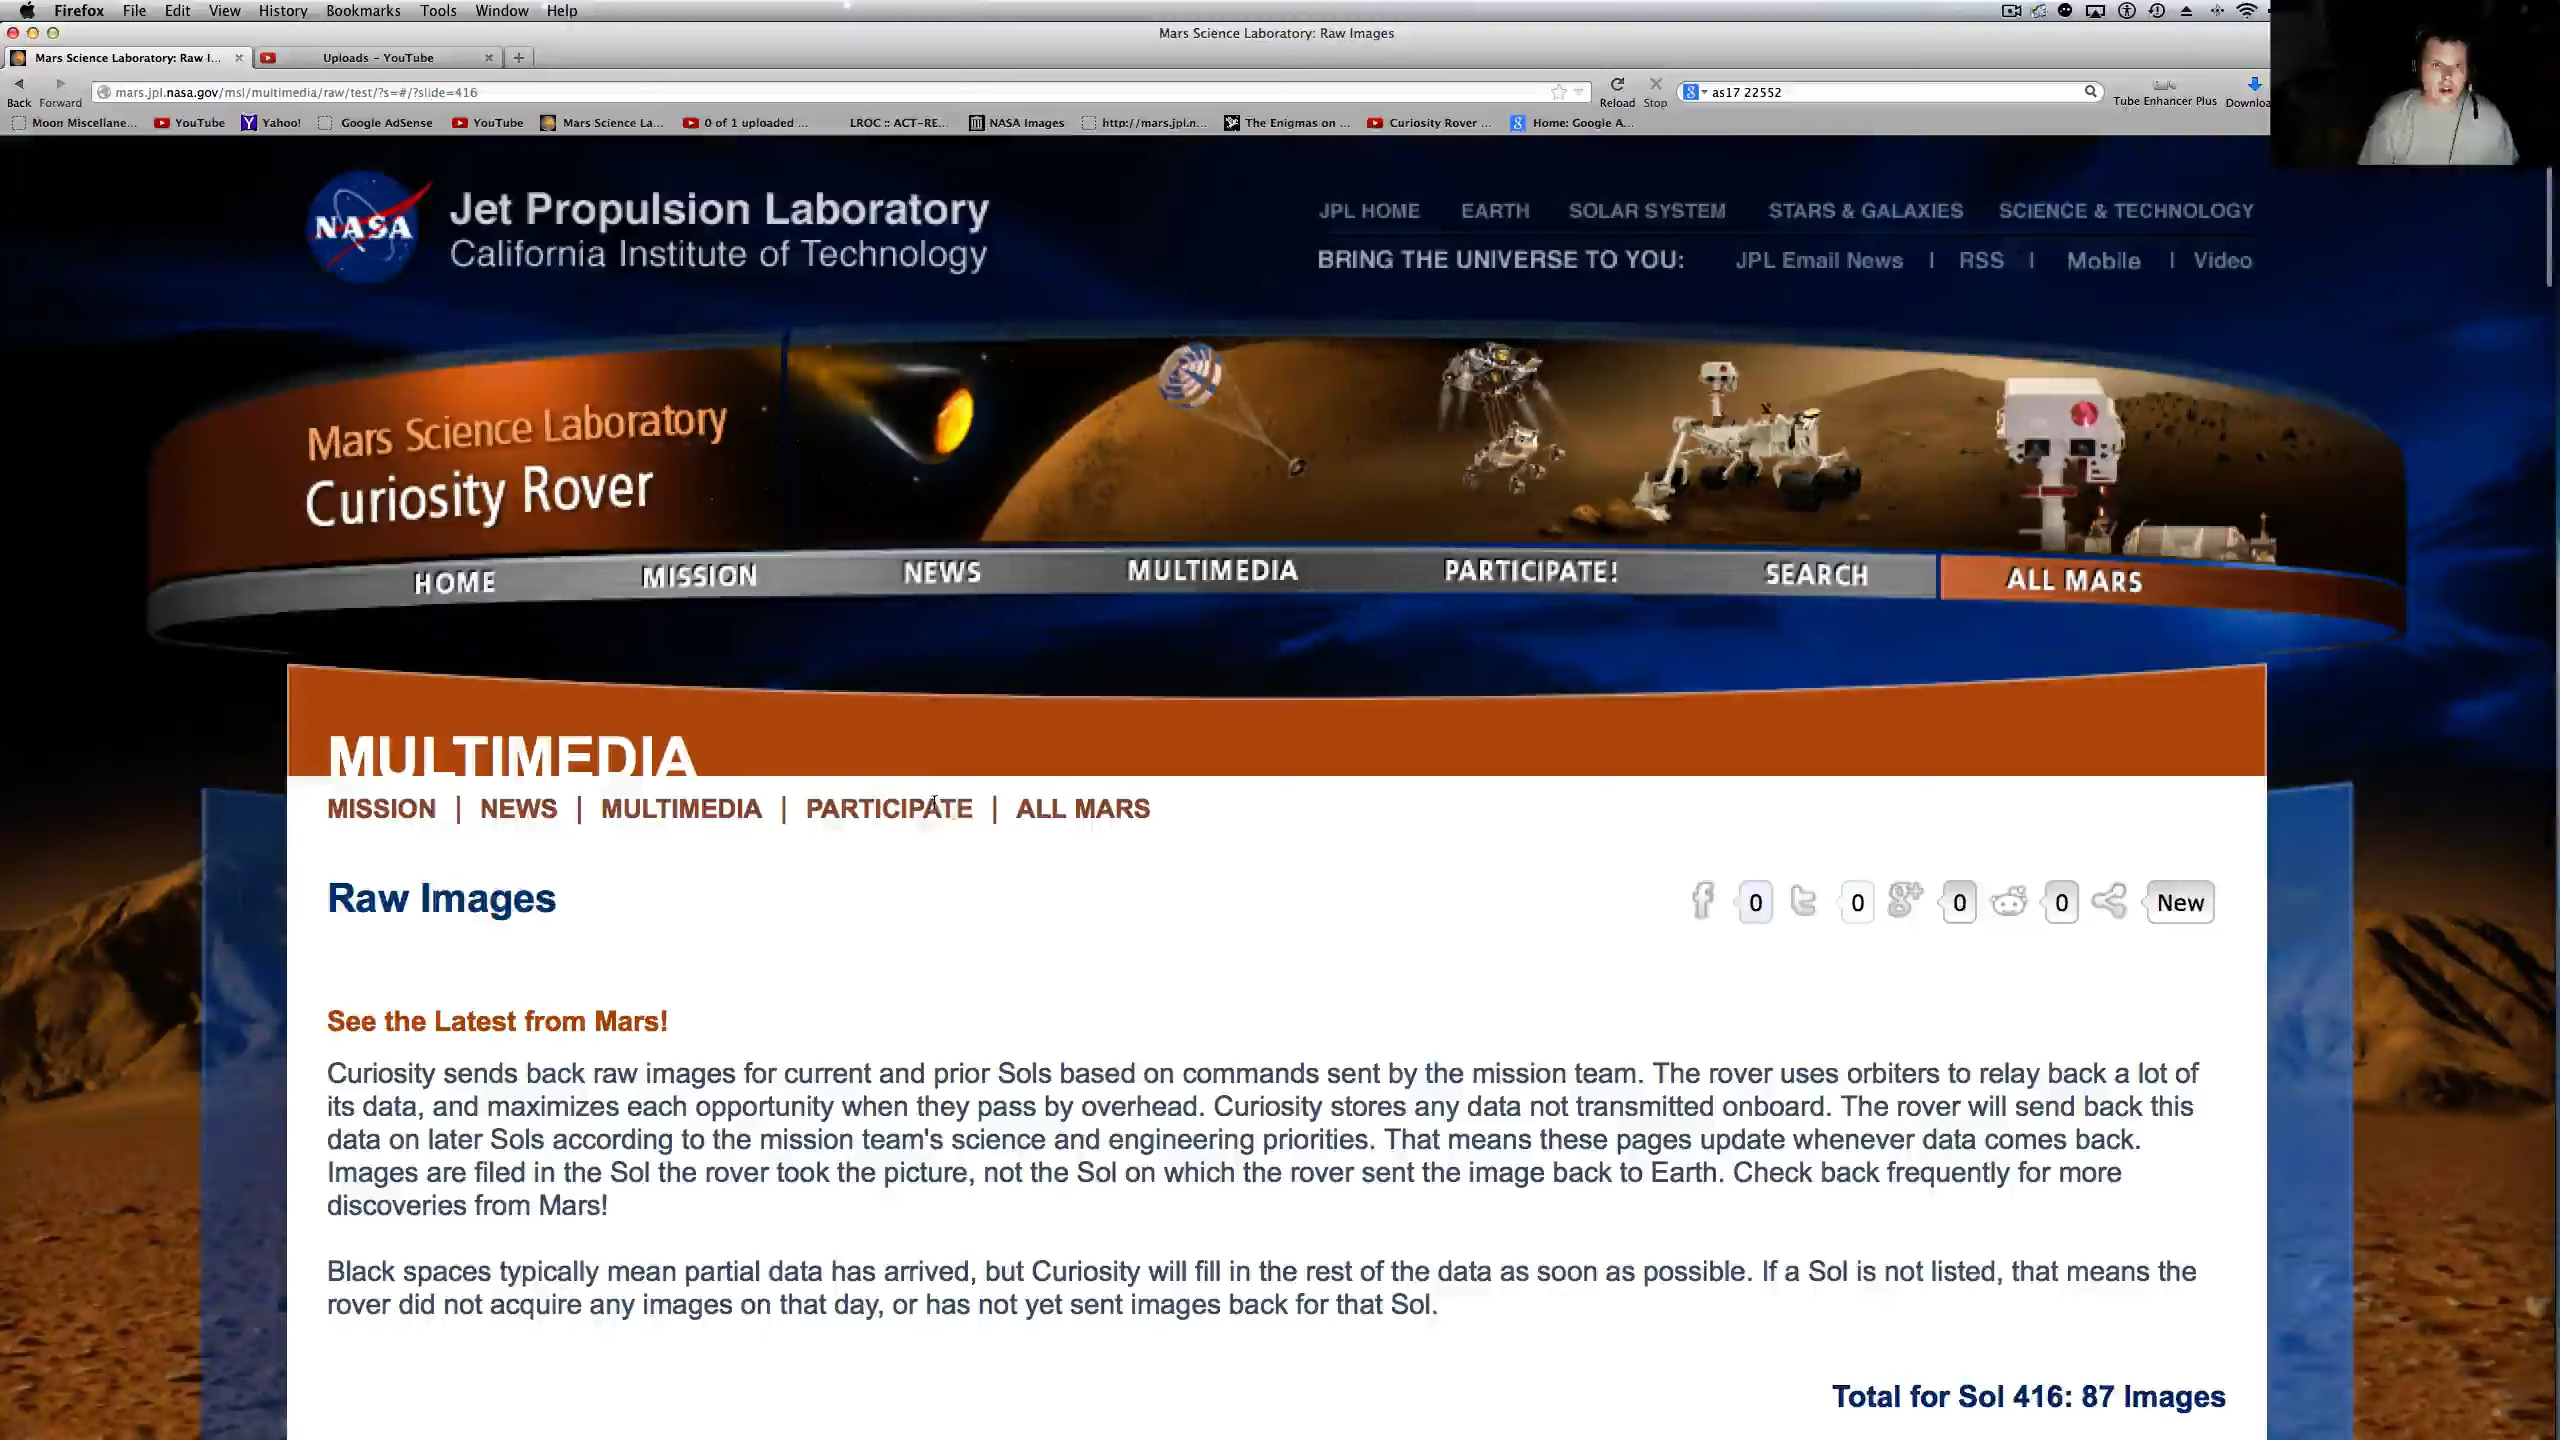 Firefox File Edit View History Bookmarks Tools Window Help
Mars Science Laboratory: Raw Images
Mars Science Laboratory: Raw I... Uploads - YouTube
Back Forward mars.jpl.nasa.gov/msl/multimedia/raw/test/?s=#/?slide=416 Reload Stop as17 22552 Tube Enhancer Plus Downloa
Moon Miscellane... YouTube Yahoo! Google AdSense YouTube Mars Science La... 0 of 1 uploaded ... LROC :: ACT-RE... NASA Images http://mars.jpl.n... The Enigmas on ... Curiosity Rover ... Home: Google A...
NASA
Jet Propulsion Laboratory
California Institute of Technology
JPL HOME EARTH SOLAR SYSTEM STARS & GALAXIES SCIENCE & TECHNOLOGY
BRING THE UNIVERSE TO YOU: JPL Email News | RSS | Mobile | Video
Mars Science Laboratory
Curiosity Rover
HOME MISSION NEWS MULTIMEDIA PARTICIPATE! SEARCH ALL MARS
MULTIMEDIA
MISSION | NEWS | MULTIMEDIA | PARTICIPATE | ALL MARS
Raw Images
0 0 0 0 New
See the Latest from Mars!
Curiosity sends back raw images for current and prior Sols based on commands sent by the mission team. The rover uses orbiters to relay back a lot of
its data, and maximizes each opportunity when they pass by overhead. Curiosity stores any data not transmitted onboard. The rover will send back this
data on later Sols according to the mission team's science and engineering priorities. That means these pages update whenever data comes back.
Images are filed in the Sol the rover took the picture, not the Sol on which the rover sent the image back to Earth. Check back frequently for more
discoveries from Mars!
Black spaces typically mean partial data has arrived, but Curiosity will fill in the rest of the data as soon as possible. If a Sol is not listed, that means the
rover did not acquire any images on that day, or has not yet sent images back for that Sol.
Total for Sol 416: 87 Images